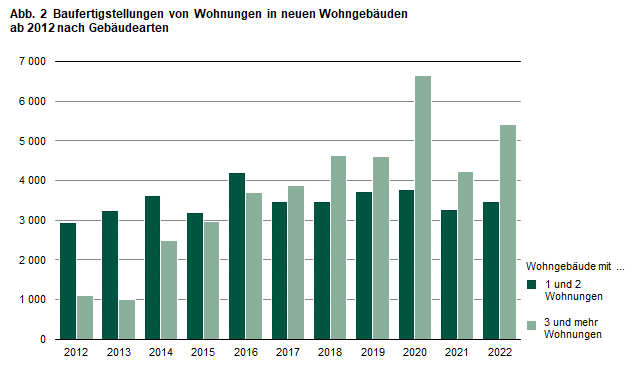 Abb. 2 Baufertigstellungen von Wohnungen in neuen Wohngebäuden
ab 2012 nach Gebäudearten
7 000
6 000
5 000
4 000
3 000
2 000
1 000
0
2012 2013 2014 2015 2016 2017 2018 2019 2020 2021 2022
Wohngebäude mit ...
1 und 2
Wohnungen
3 und mehr
Wohnungen